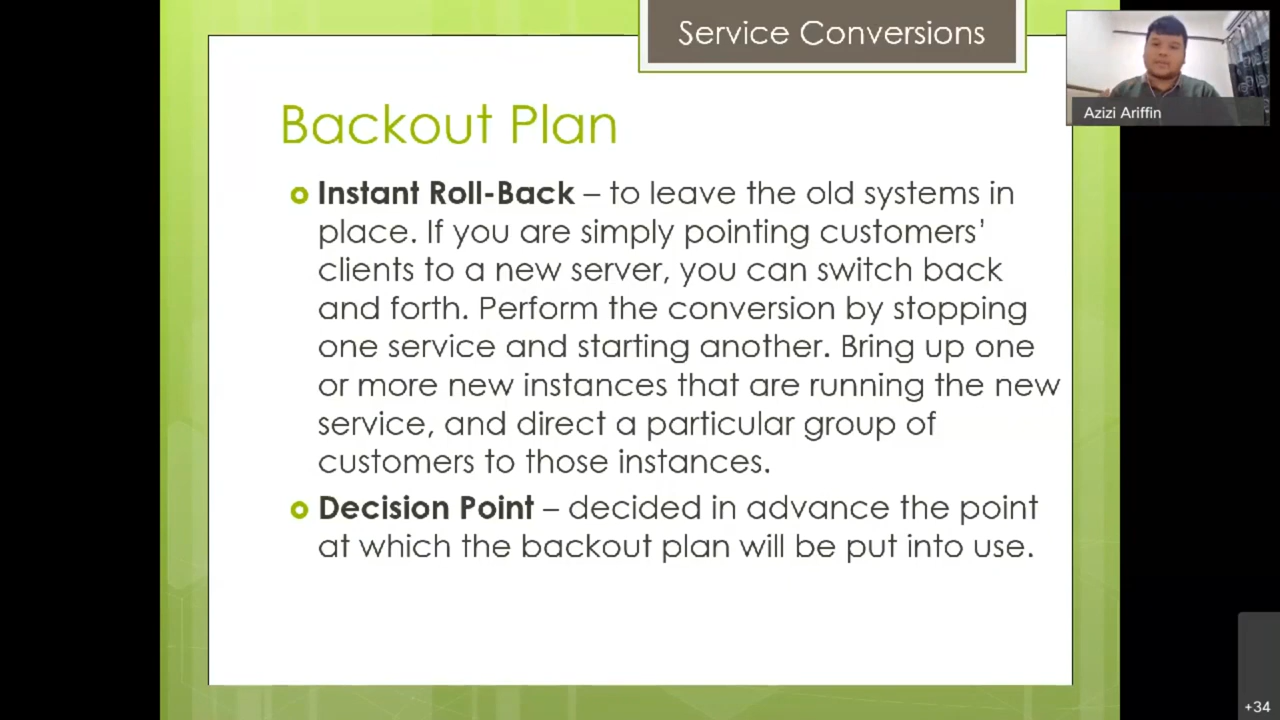 Service Conversions
Azizi Ariffin
Backout Plan
Instant Roll-Back – to leave the old systems in
place. If you are simply pointing customers'
clients to a new server, you can switch back
and forth. Perform the conversion by stopping
one service and starting another. Bring up one
or more new instances that are running the new
service, and direct a particular group of
customers to those instances.
Decision Point – decided in advance the point
at which the backout plan will be put into use.
+34